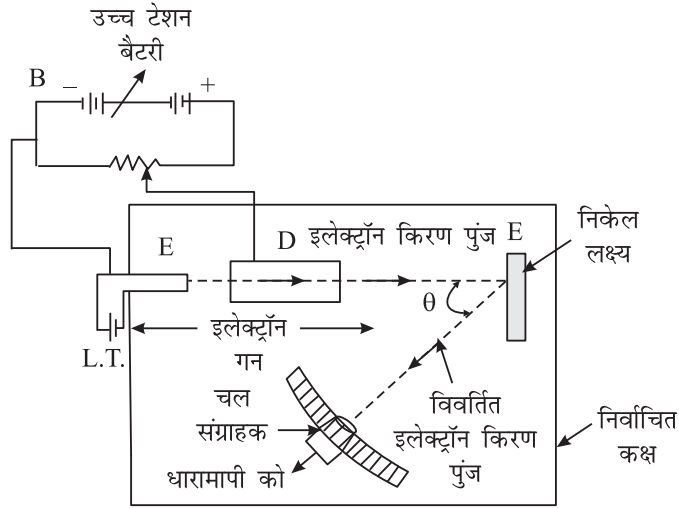 उच्च टेशन
बैटरी
B
–
+
E
D
इलेक्ट्रॉन किरण पुंज
E
निकेल
लक्ष्य
θ
L.T.
इलेक्ट्रॉन
गन
चल
संग्राहक
धारामापी को
विवर्तित
इलेक्ट्रॉन किरण
पुंज
निर्वाचित
कक्ष